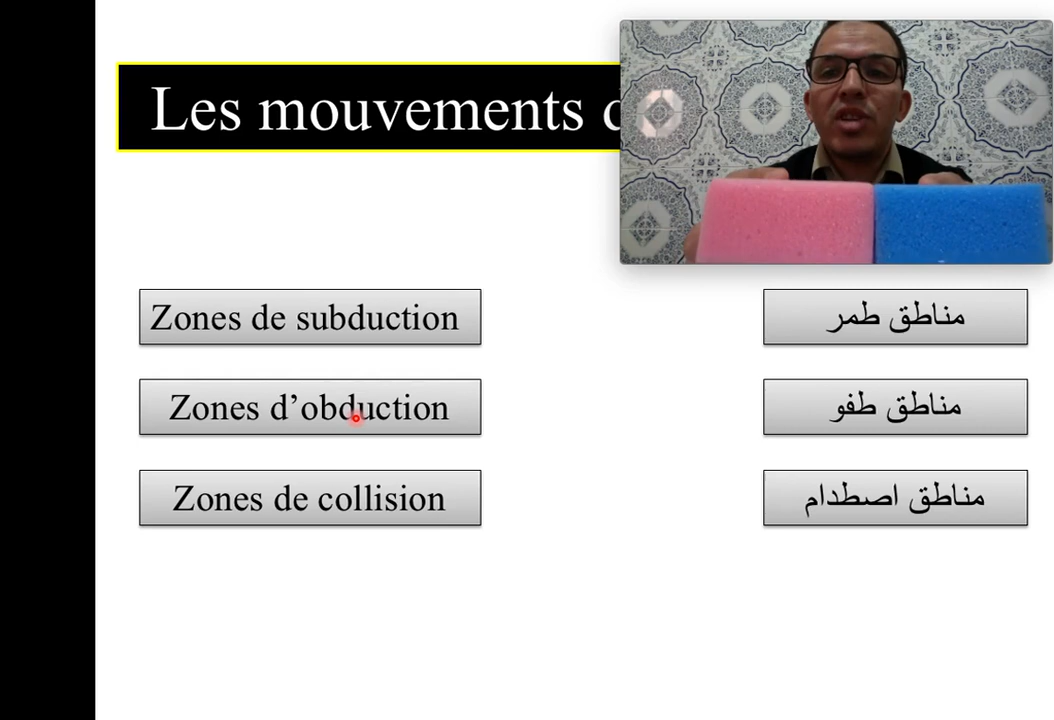 Les mouvements
Zones de subduction
مناطق طمر
Zones d’obduction
مناطق طفو
Zones de collision
مناطق اصطدام